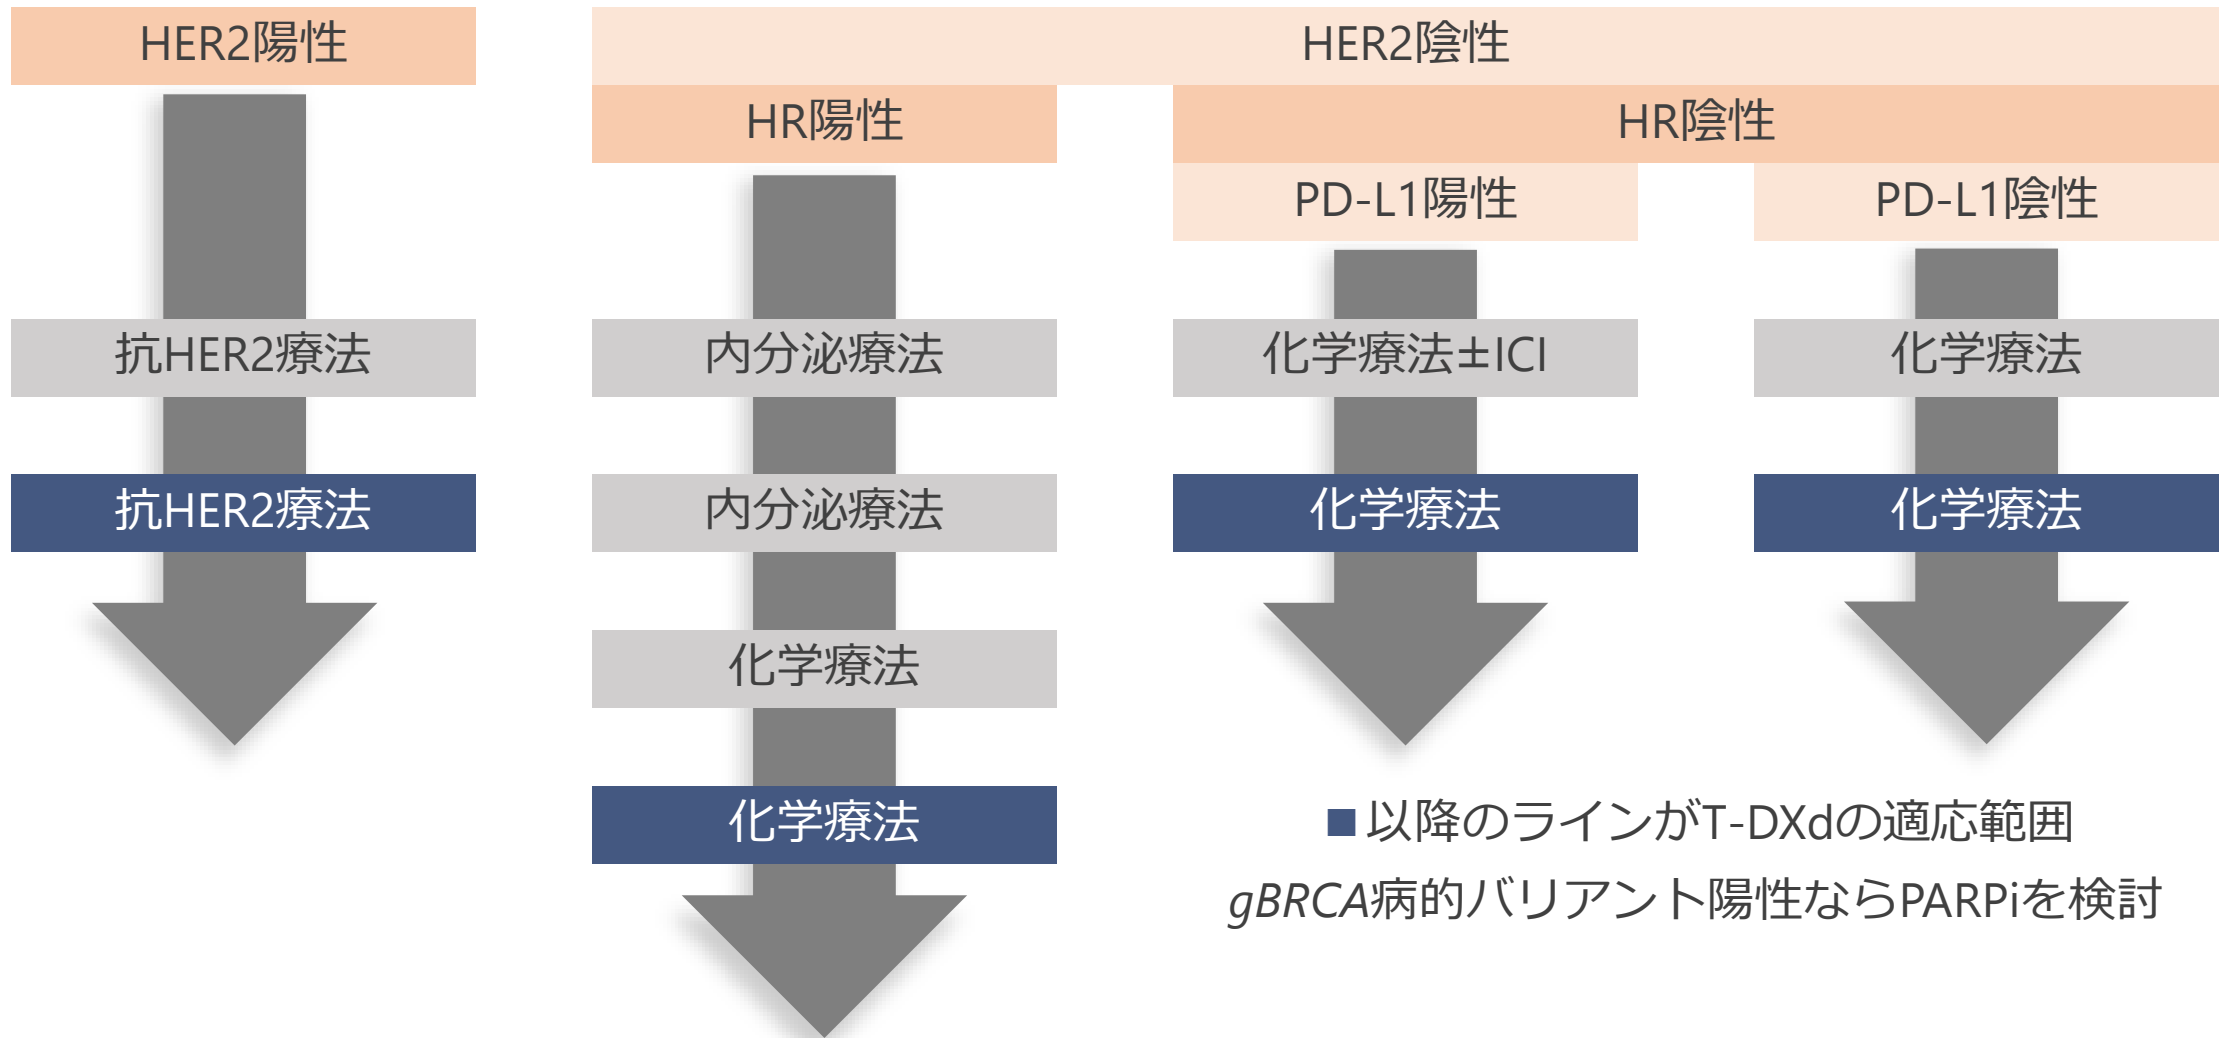 HER2陽性
HER2陰性
HR陽性
HR陰性
PD-L1陽性
PD-L1陰性
抗HER2療法
内分泌療法
化学療法±ICI
化学療法
抗HER2療法
内分泌療法
化学療法
化学療法
化学療法
化学療法
■以降のラインがT-DXdの適応範囲
gBRCA病的バリアント陽性ならPARPiを検討